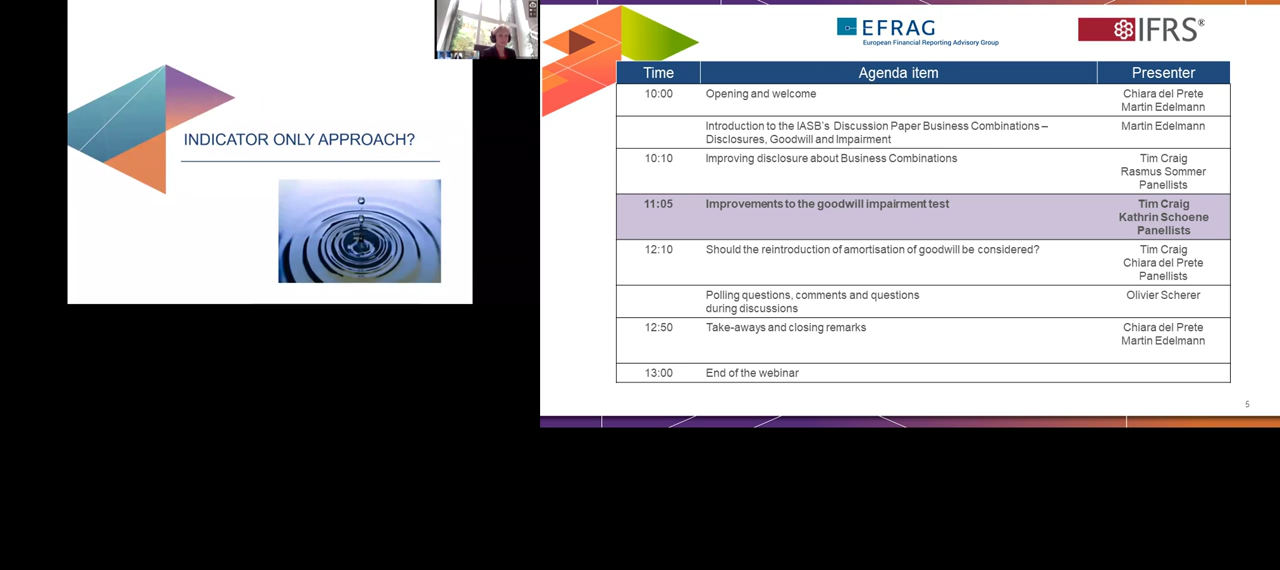 INDICATOR ONLY APPROACH?
EFRAG
European Financial Reporting Advisory Group
IFRS®
Time Agenda item Presenter
10:00 Opening and welcome Chiara del Prete
Martin Edelmann
Introduction to the IASB's Discussion Paper Business Combinations – Martin Edelmann
Disclosures, Goodwill and Impairment
10:10 Improving disclosure about Business Combinations Tim Craig
Rasmus Sommer
Panellists
11:05 Improvements to the goodwill impairment test Tim Craig
Kathrin Schoene
Panellists
12:10 Should the reintroduction of amortisation of goodwill be considered? Tim Craig
Chiara del Prete
Panellists
Polling questions, comments and questions Olivier Scherer
during discussions
12:50 Take-aways and closing remarks Chiara del Prete
Martin Edelmann
13:00 End of the webinar
5